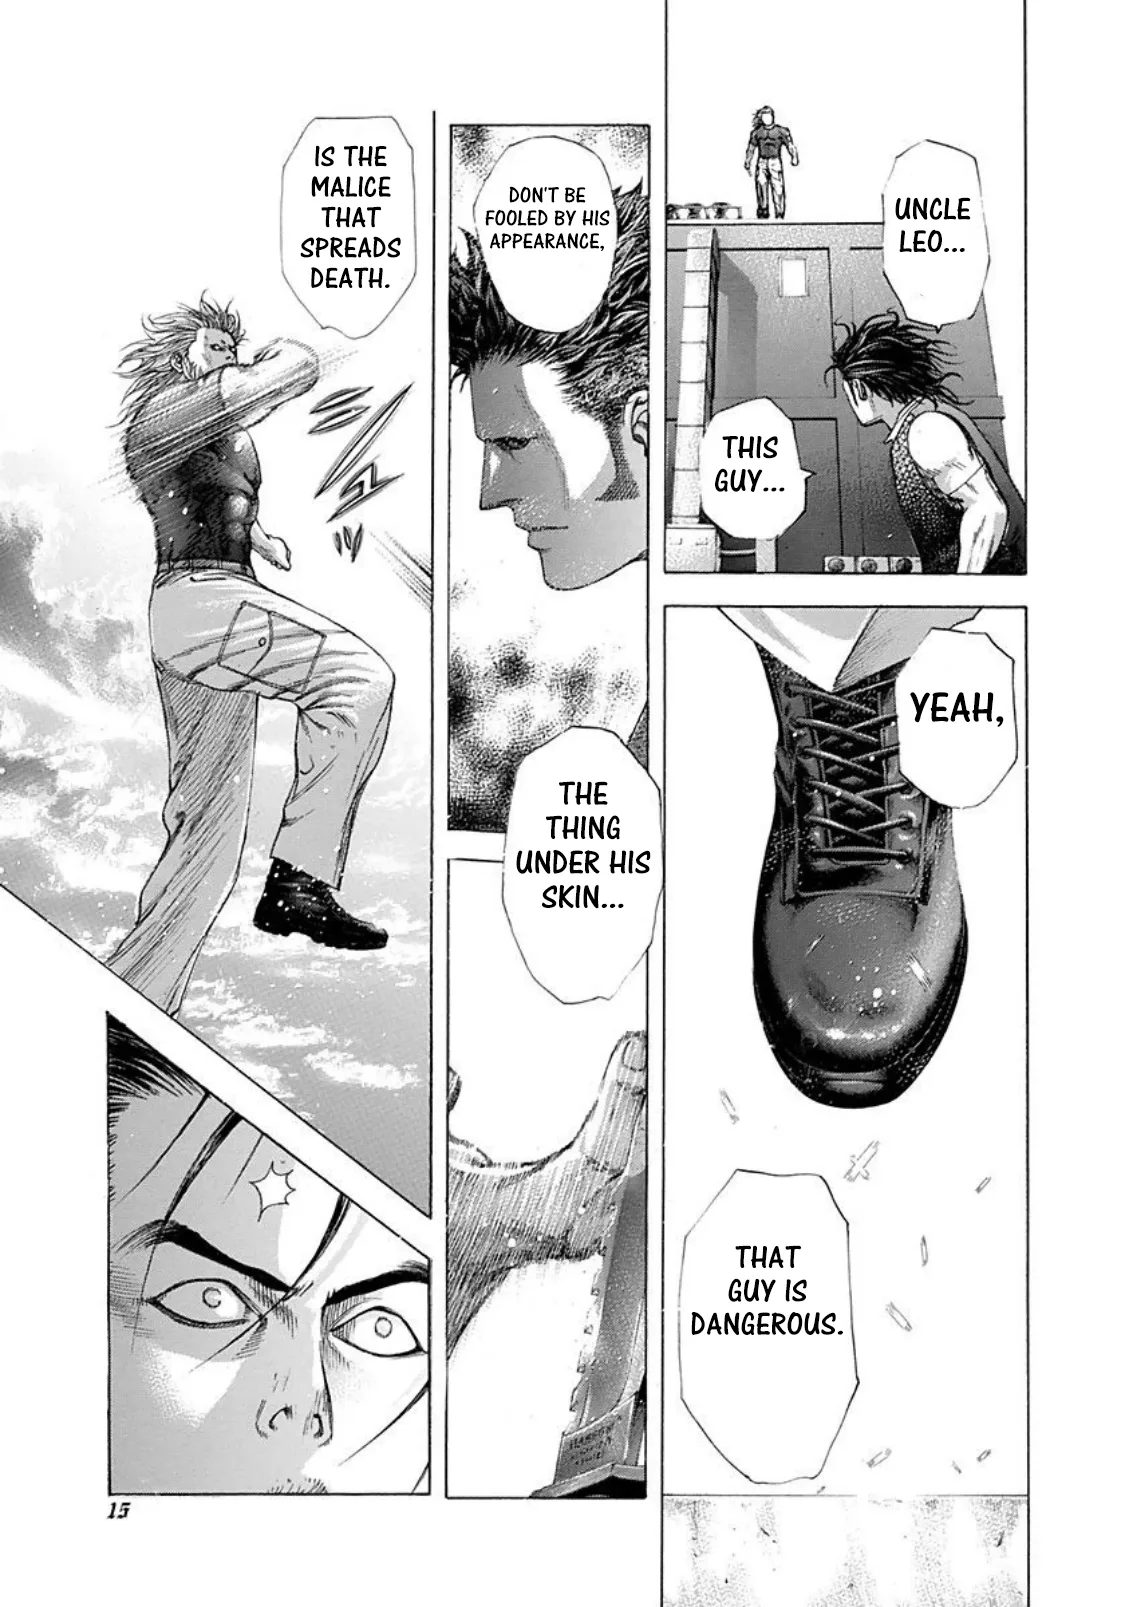 UNCLE
LEO...
THIS
GUY...
YEAH,
THAT
GUY IS
DANGEROUS.
DON'T BE
FOOLED BY HIS
APPEARANCE,
THE
THING
UNDER HIS
SKIN...
IS THE
MALICE
THAT
SPREADS
DEATH.
15